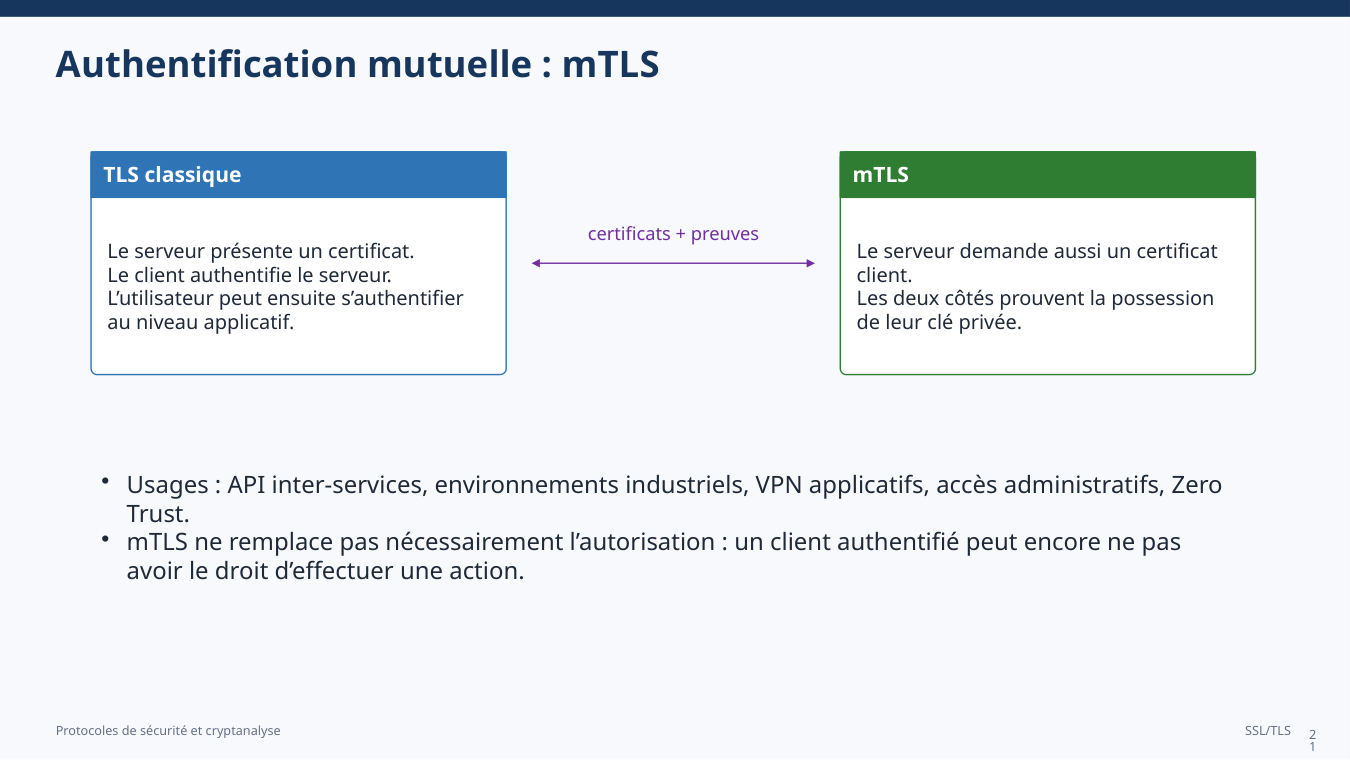 Authentification mutuelle : mTLS
TLS classique
Le serveur présente un certificat.
Le client authentifie le serveur.
L’utilisateur peut ensuite s’authentifier
au niveau applicatif.
certificats + preuves
mTLS
Le serveur demande aussi un certificat
client.
Les deux côtés prouvent la possession
de leur clé privée.
• Usages : API inter-services, environnements industriels, VPN applicatifs, accès administratifs, Zero
Trust.
• mTLS ne remplace pas nécessairement l’autorisation : un client authentifié peut encore ne pas
avoir le droit d’effectuer une action.
Protocoles de sécurité et cryptanalyse
SSL/TLS
2
1